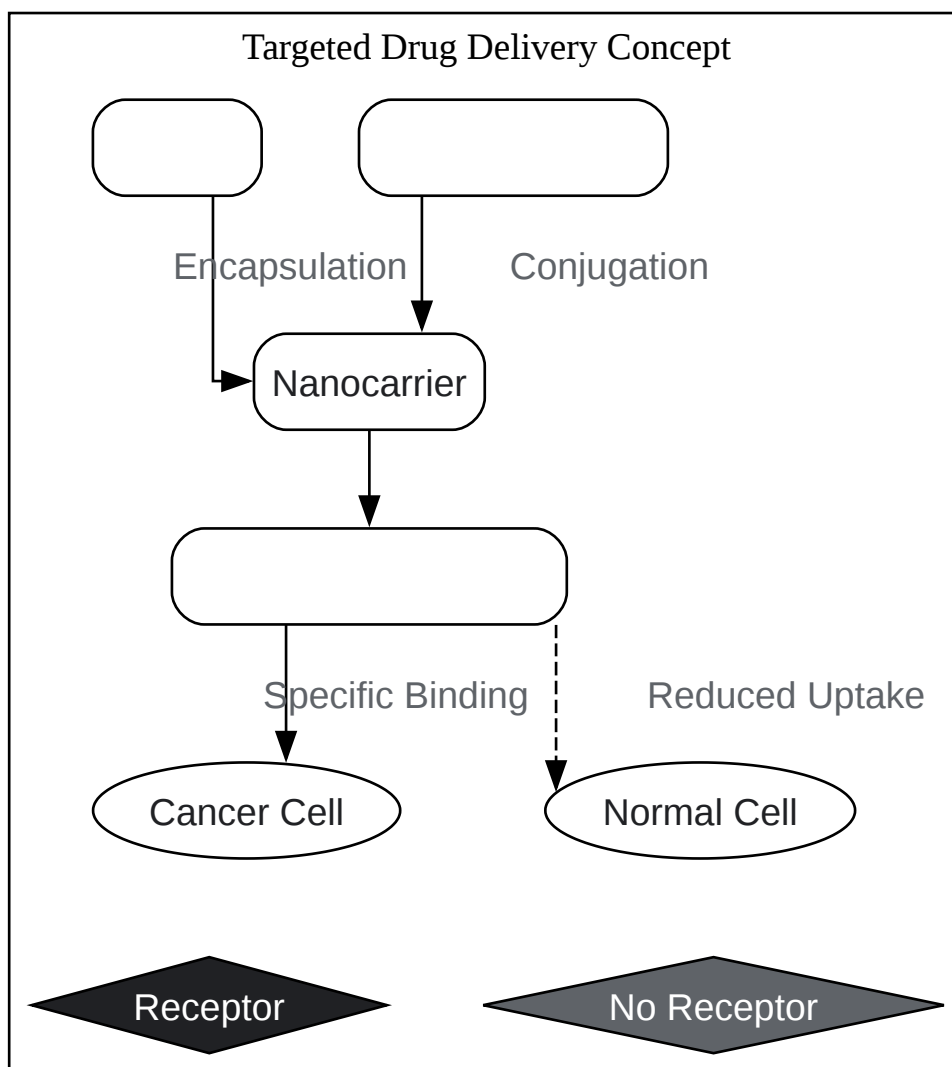 Targeted Drug Delivery Concept
Encapsulation
Conjugation
Nanocarrier
Specific Binding
Reduced Uptake
Cancer Cell
Normal Cell
Receptor
No Receptor